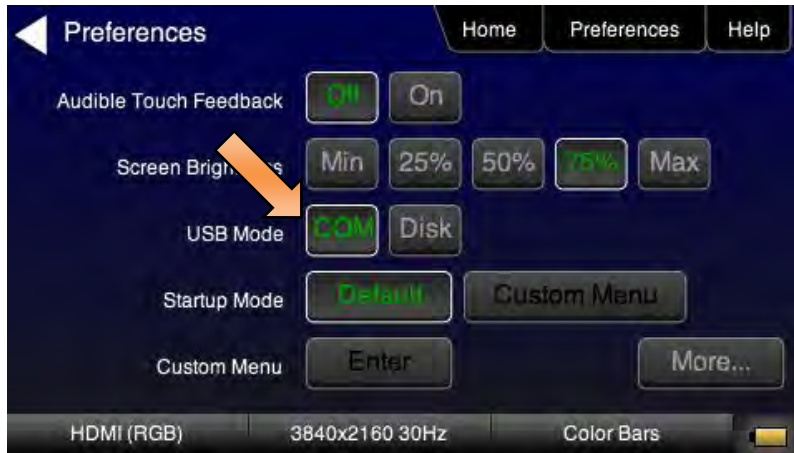 Preferences Home Preferences Help
Audible Touch Feedback Off On
Screen Min 25% 50% 75% Max
USB Mode COM Disk
Startup Mode Default Custom Menu
Custom Menu Enter More...
HDMI (RGB) 3840x2160 30Hz Color Bars